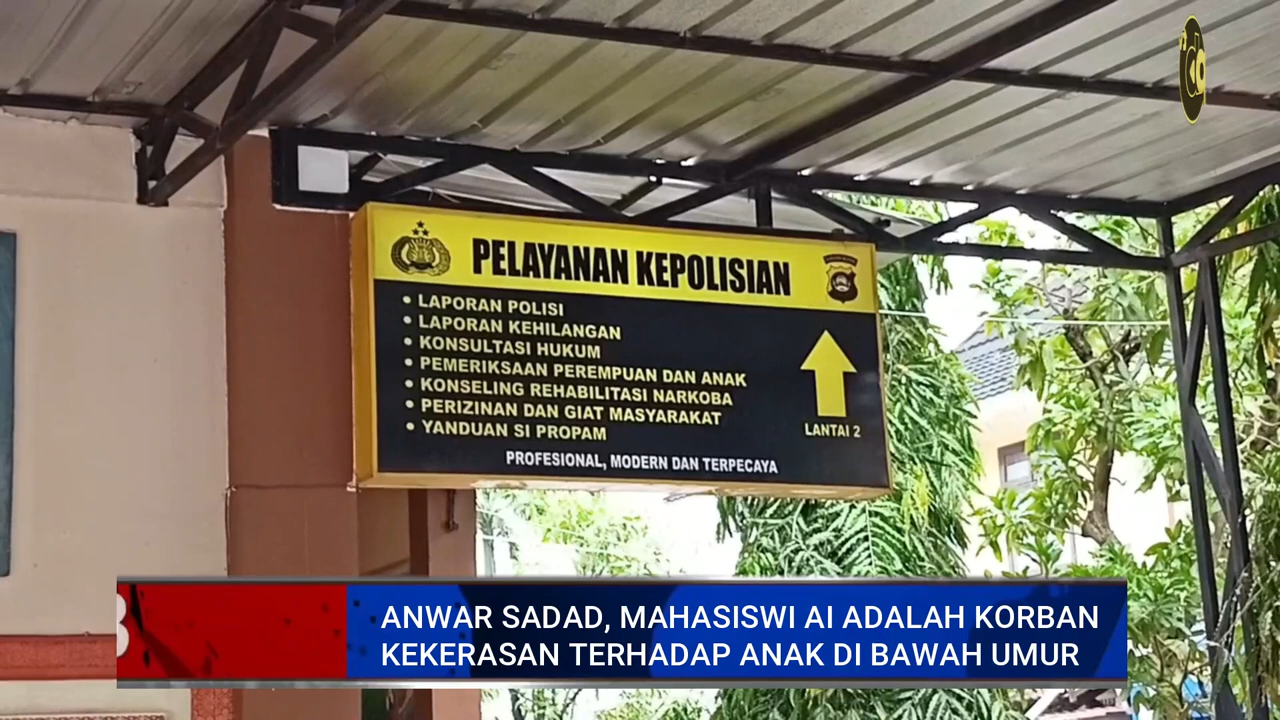 PELAYANAN KEPOLISIAN
• LAPORAN POLISI
• LAPORAN KEHILANGAN
• KONSULTASI HUKUM
• PEMERIKSAAN PEREMPUAN DAN ANAK
• KONSELING REHABILITASI NARKOBA
• PERIZINAN DAN GIAT MASYARAKAT
• YANDUAN SI PROPAM
LANTAI 2
PROFESIONAL, MODERN DAN TERPECAYA
ANWAR SADAD, MAHASISWI AI ADALAH KORBAN
KEKERASAN TERHADAP ANAK DI BAWAH UMUR